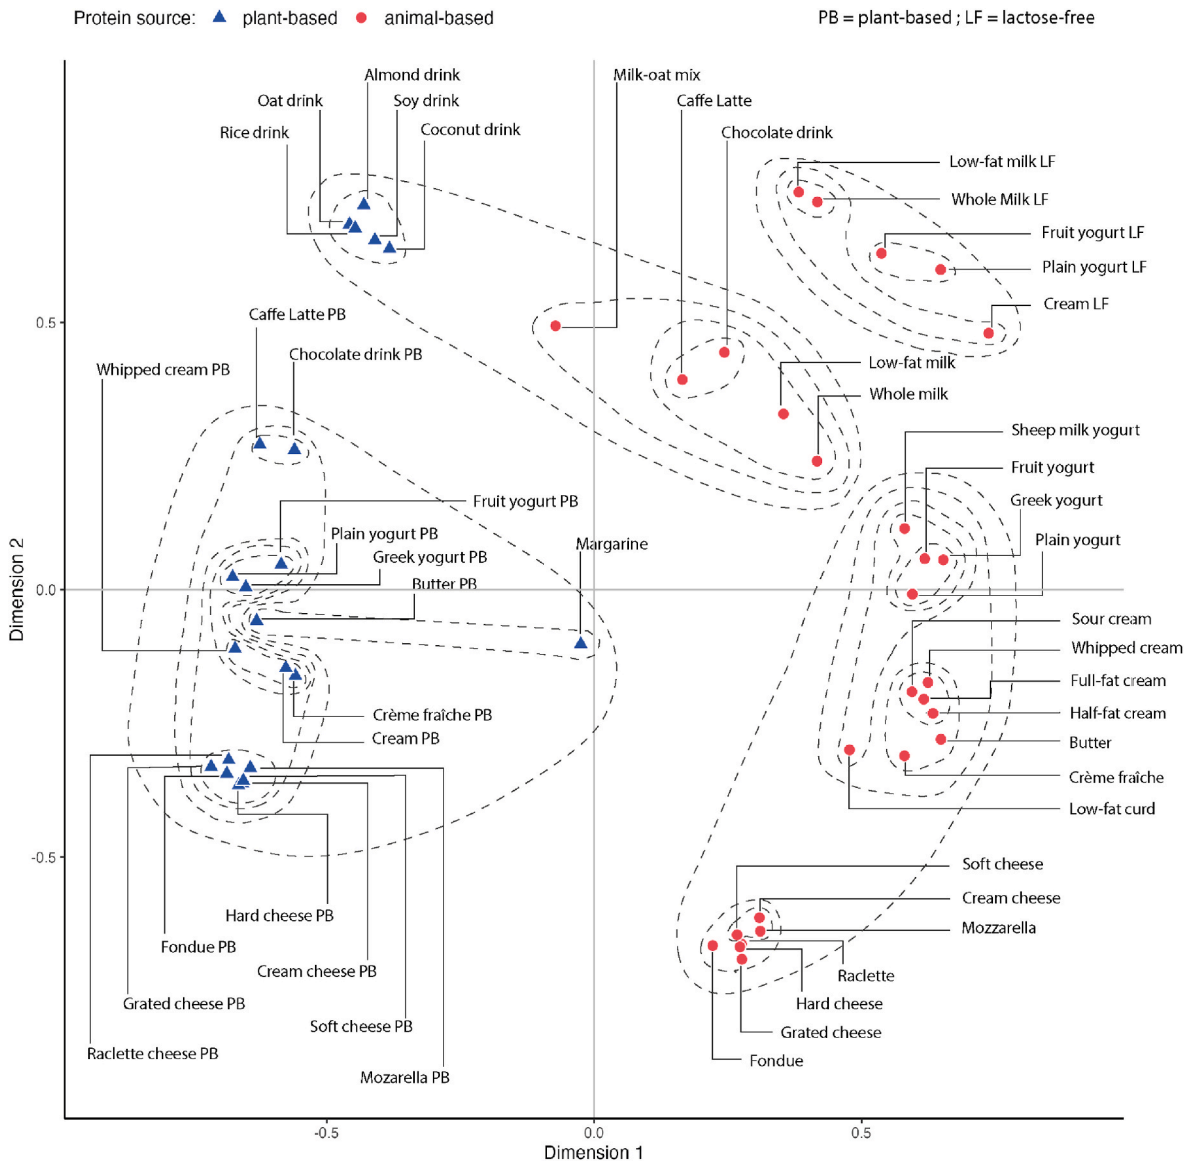 Protein source: plant-based animal-based PB = plant-based ; LF = lactose-free
Almond drink
Milk-oat mix
Oat drink
Soy drink
Caffe Latte
Rice drink
Coconut drink
Chocolate drink
Low-fat milk LF
Whole Milk LF
Fruit yogurt LF
Plain yogurt LF
Cream LF
Caffe Latte PB
0.5
Chocolate drink PB
Whipped cream PB
Low-fat milk
Whole milk
Sheep milk yogurt
Fruit yogurt
Greek yogurt
Fruit yogurt PB
Plain yogurt PB
Plain yogurt
Margarine
Greek yogurt PB
Butter PB
0.0
Dimension 2
Sour cream
Whipped cream
Full-fat cream
Half-fat cream
Crème fraîche PB
Cream PB
Butter
Crème fraîche
Low-fat curd
-0.5
Soft cheese
Cream cheese
Hard cheese PB
Mozzarella
Fondue PB
Cream cheese PB
Raclette
Grated cheese PB
Hard cheese
Soft cheese PB
Grated cheese
Raclette cheese PB
Fondue
Mozarella PB
-0.5 0.0 0.5
Dimension 1